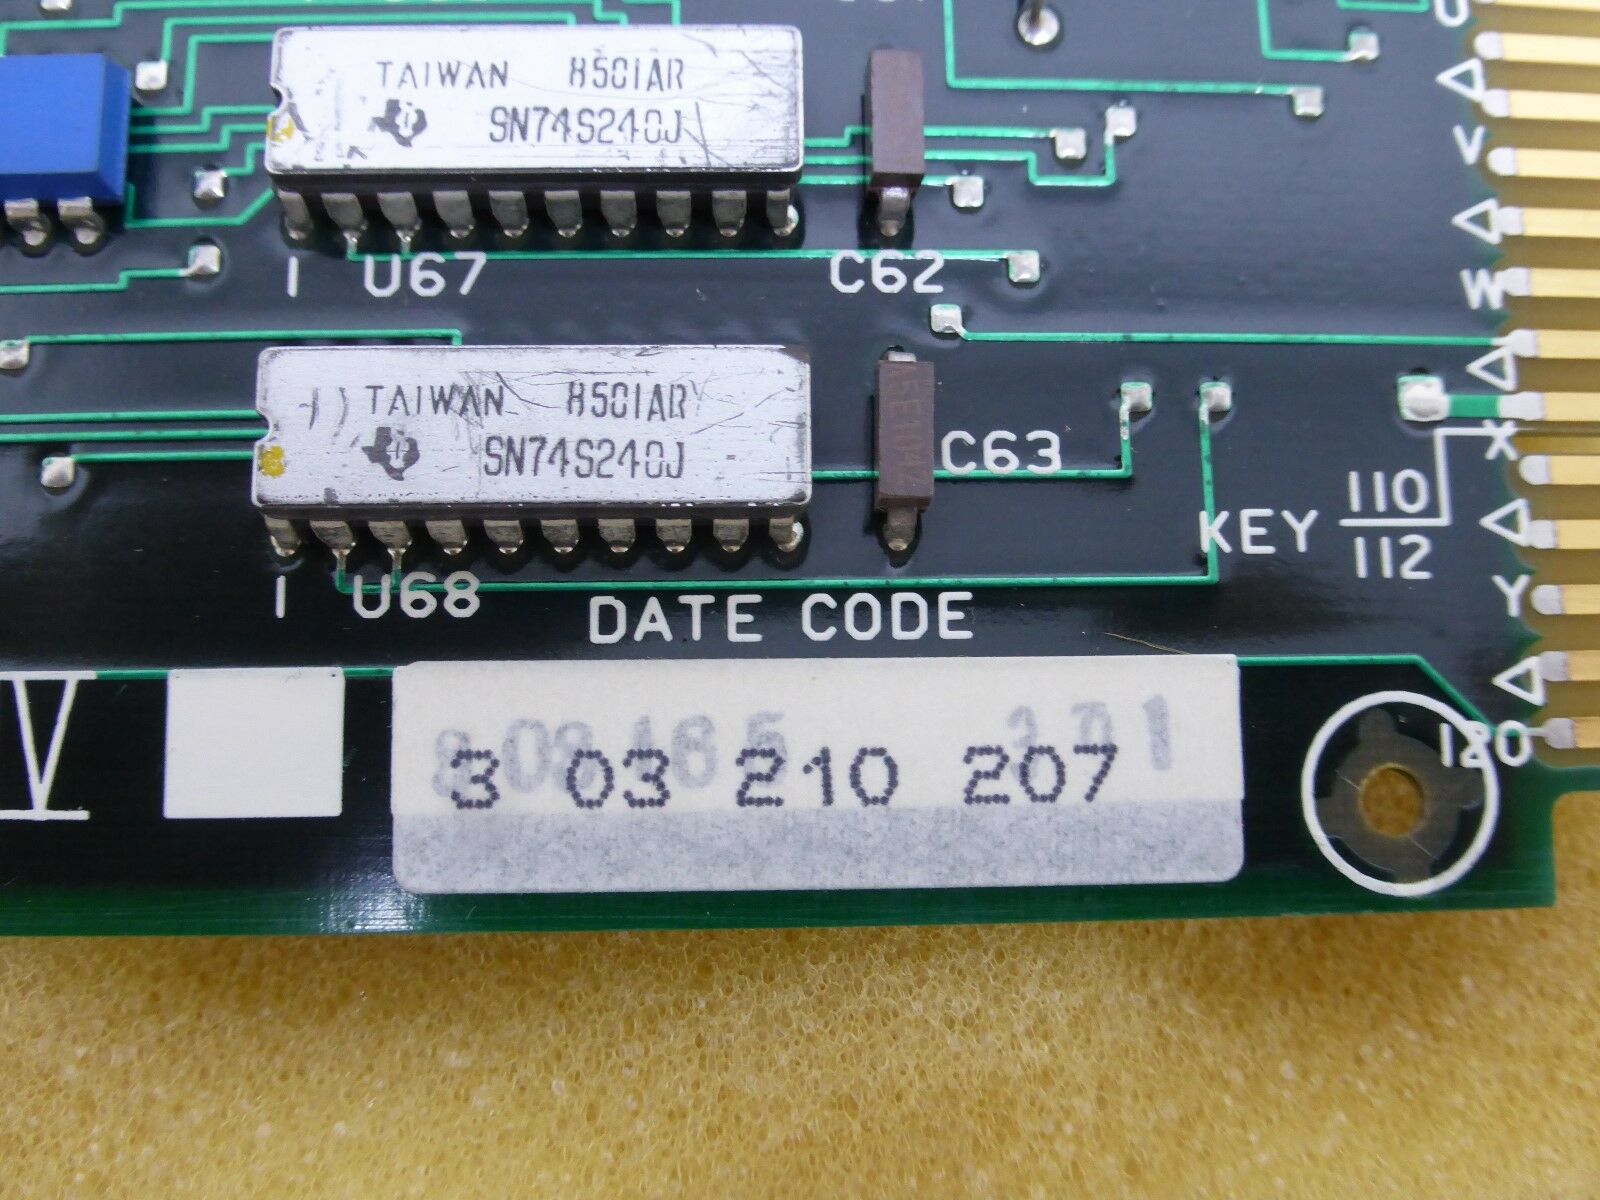 TAIWAN 8501AR
SN74S240J
V
1 U67
C62
W
TAIWAN 8501AR
SN74S240J
C63
X
KEY 110
112
1 U68
Y
DATE CODE
V
120
3 03 210 207